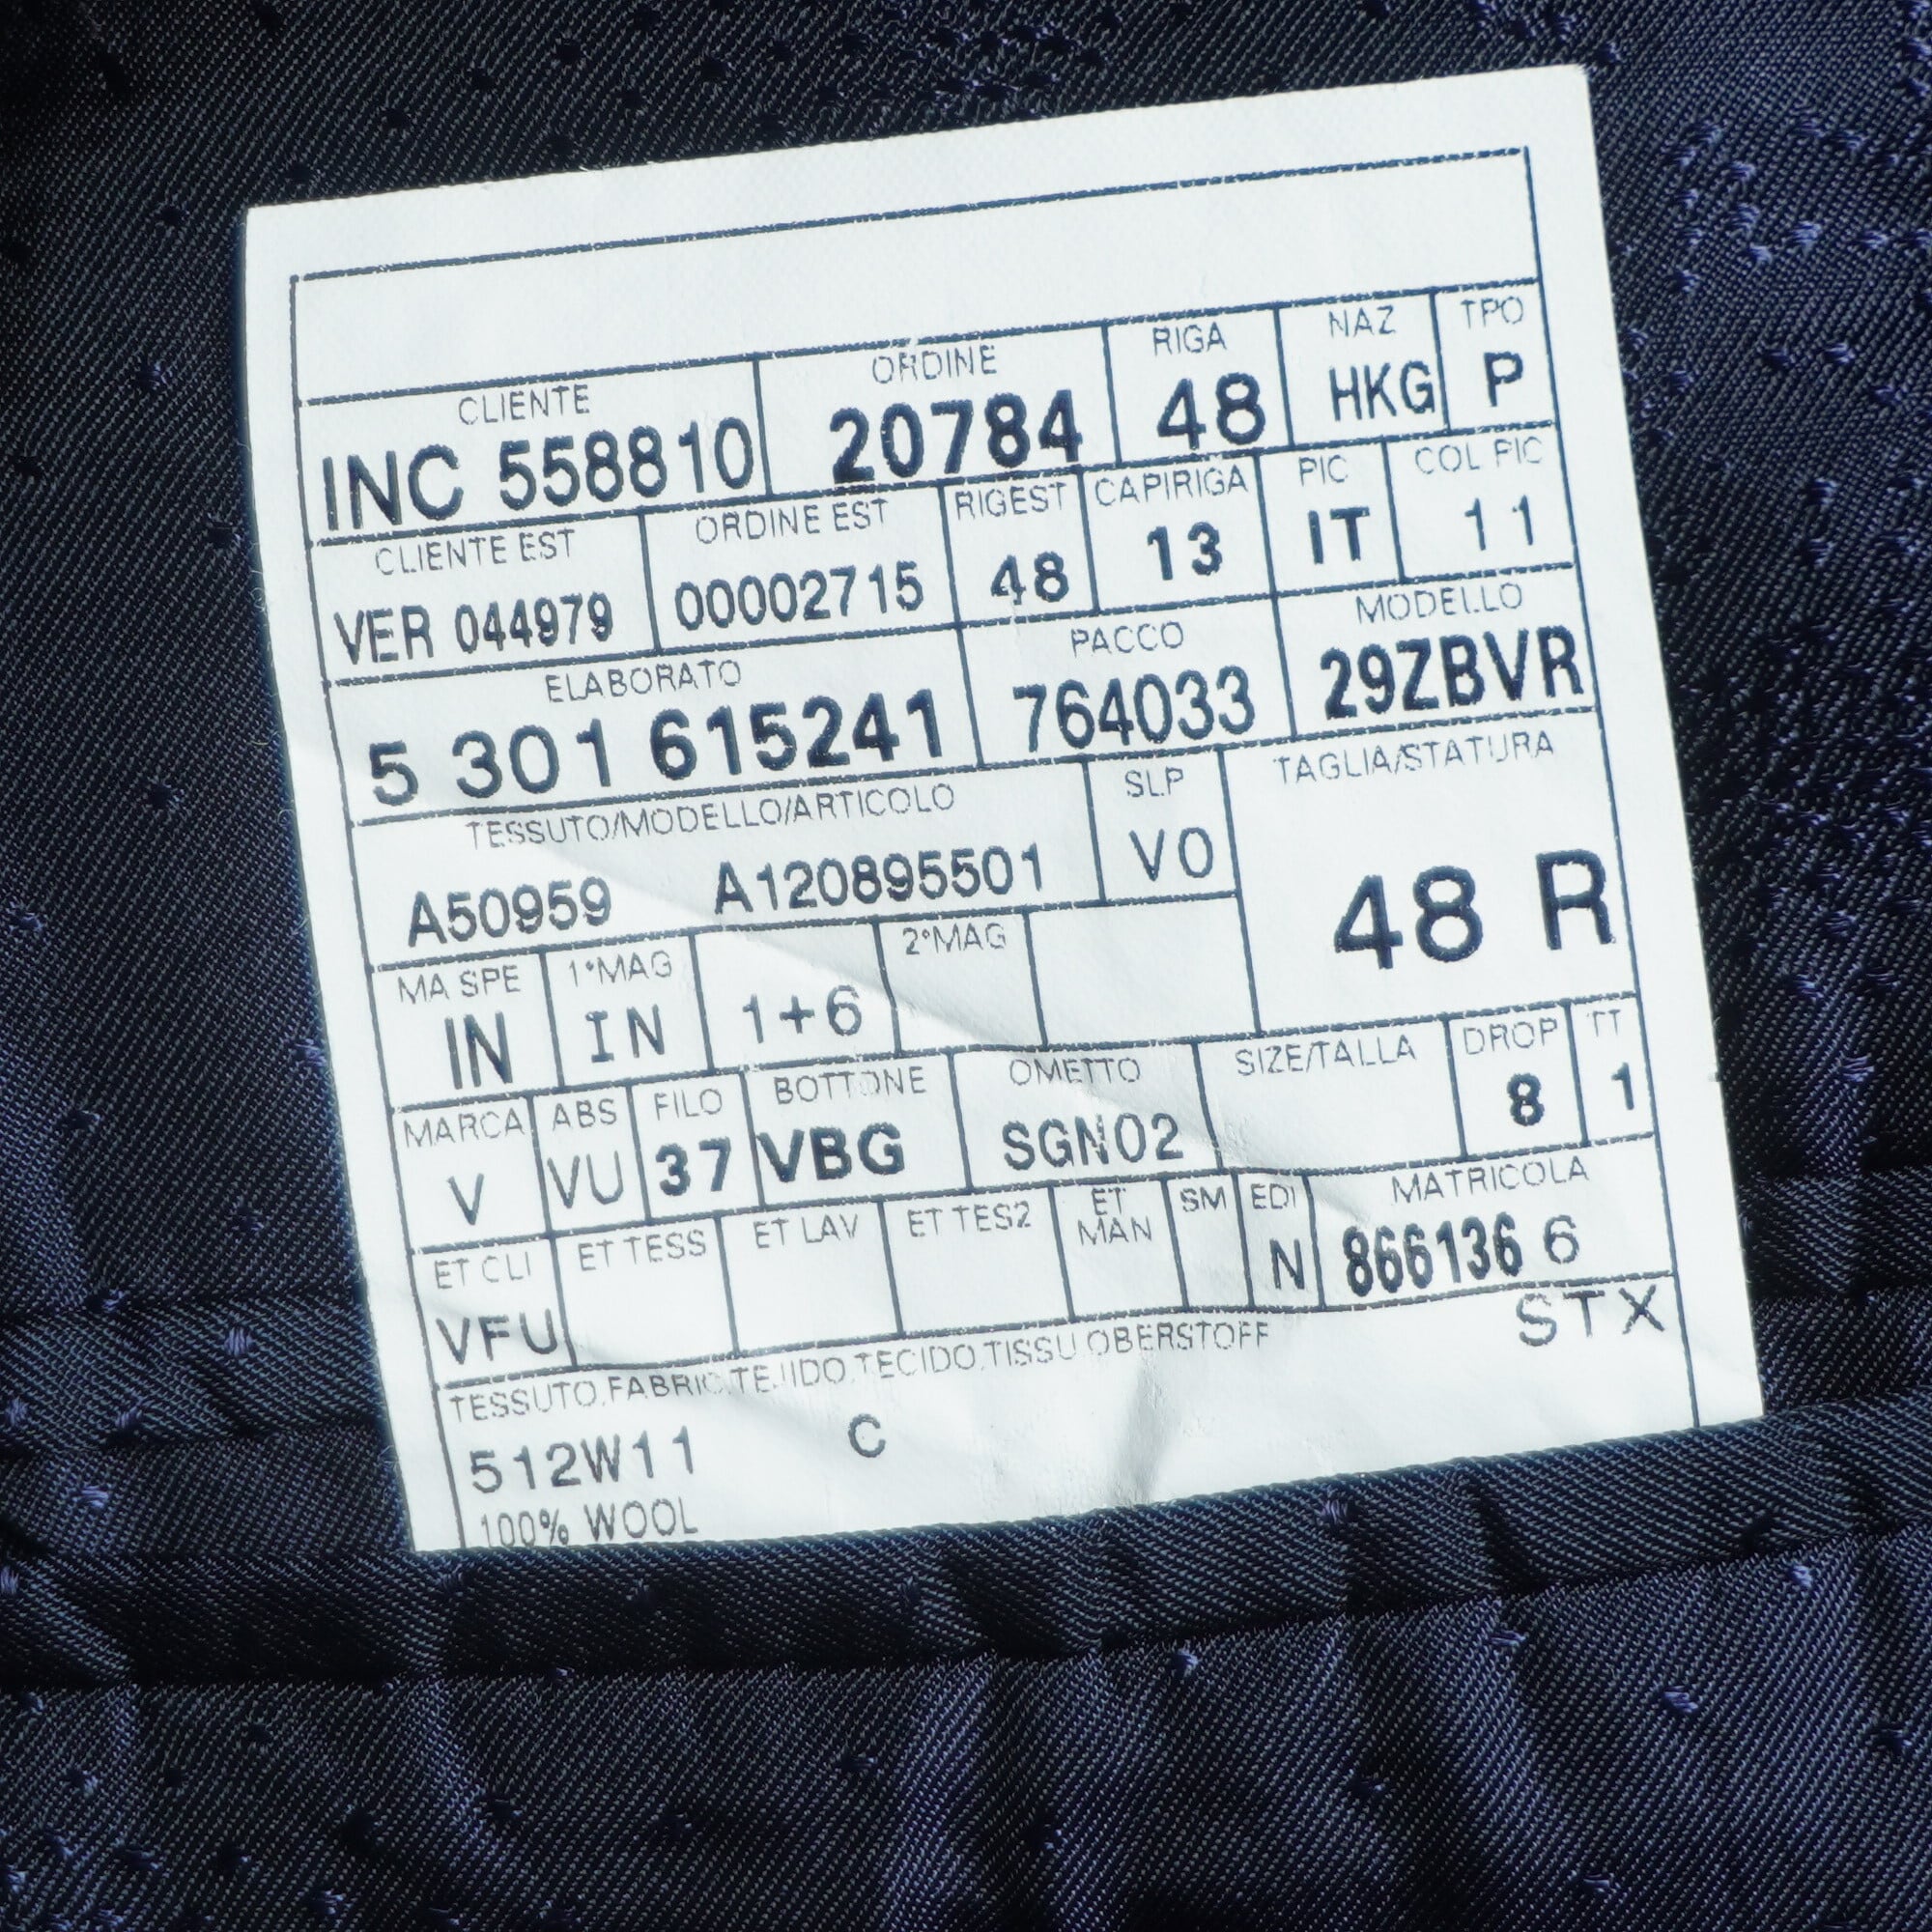 CLIENTE ORDINE RIGA NAZ TPO
INC 558810 20784 48 HKG P
CLIENTE EST ORDINE EST RIGEST CAPIRIGA PIC COL PIC
VER 044979 00002715 48 13 IT 11
ELABORATO PACCO MODELLO
5 301 615241 764033 29ZBVR
TESSUTO/MODELLO/ARTICOLO SLP TAGLIA/STATURA
A50959 A120895501 VO 48 R
MA SPE 1°MAG 2°MAG
IN IN 1+6
MARCA ABS FILO BOTTONE OMETTO SIZE/TALLA DROP TT
V VU 37 VBG SGN02 8 1
ET CLI ET TESS ET LAV ET TES2 ET MAN SM EDI MATRICOLA
VFU N 866136 6
TESSUTO,FABRIC,TEJIDO,TECIDO,TISSU,OBERSTOFF STX
512W11 C
100% WOOL